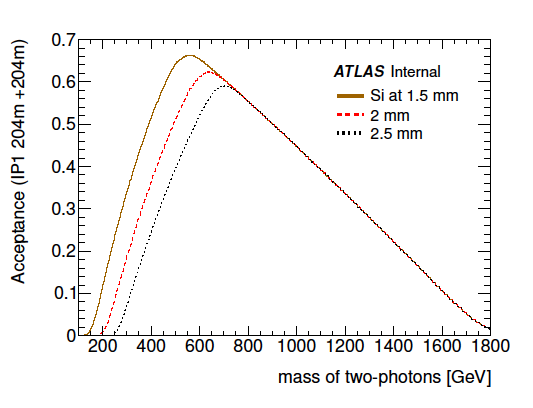 Acceptance (IP1 204m +204m)
0.7
0.6
0.5
0.4
0.3
0.2
0.1
0
ATLAS Internal
Si at 1.5 mm
2 mm
2.5 mm
200 400 600 800 1000 1200 1400 1600 1800
mass of two-photons [GeV]